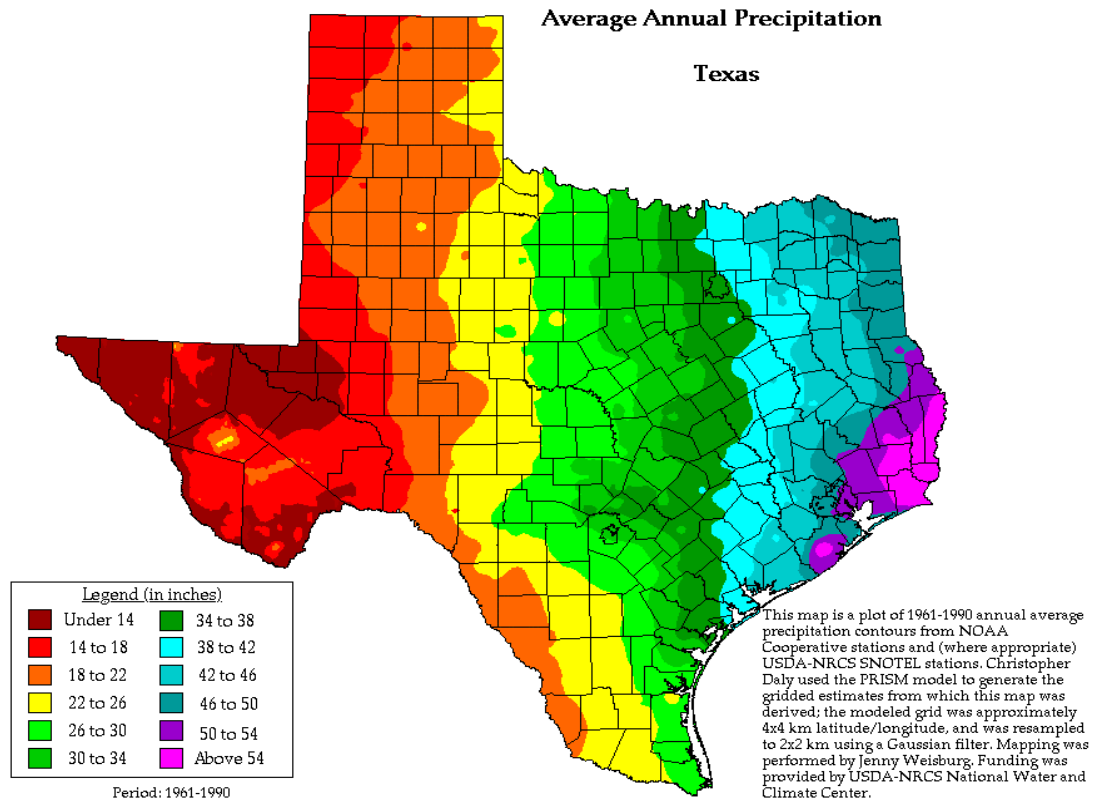 Average Annual Precipitation
Texas
Legend (in inches)
Under 14
14 to 18
18 to 22
22 to 26
26 to 30
30 to 34
34 to 38
38 to 42
42 to 46
46 to 50
50 to 54
Above 54
Period: 1961-1990
This map is a plot of 1961-1990 annual average
precipitation contours from NOAA
Cooperative stations and (where appropriate)
USDA-NRCS SNOTEL stations. Christopher
Daly used the PRISM model to generate the
gridded estimates from which this map was
derived; the modeled grid was approximately
4x4 km latitude/longitude, and was resampled
to 2x2 km using a Gaussian filter. Mapping was
performed by Jenny Weisburg. Funding was
provided by USDA-NRCS National Water and
Climate Center.